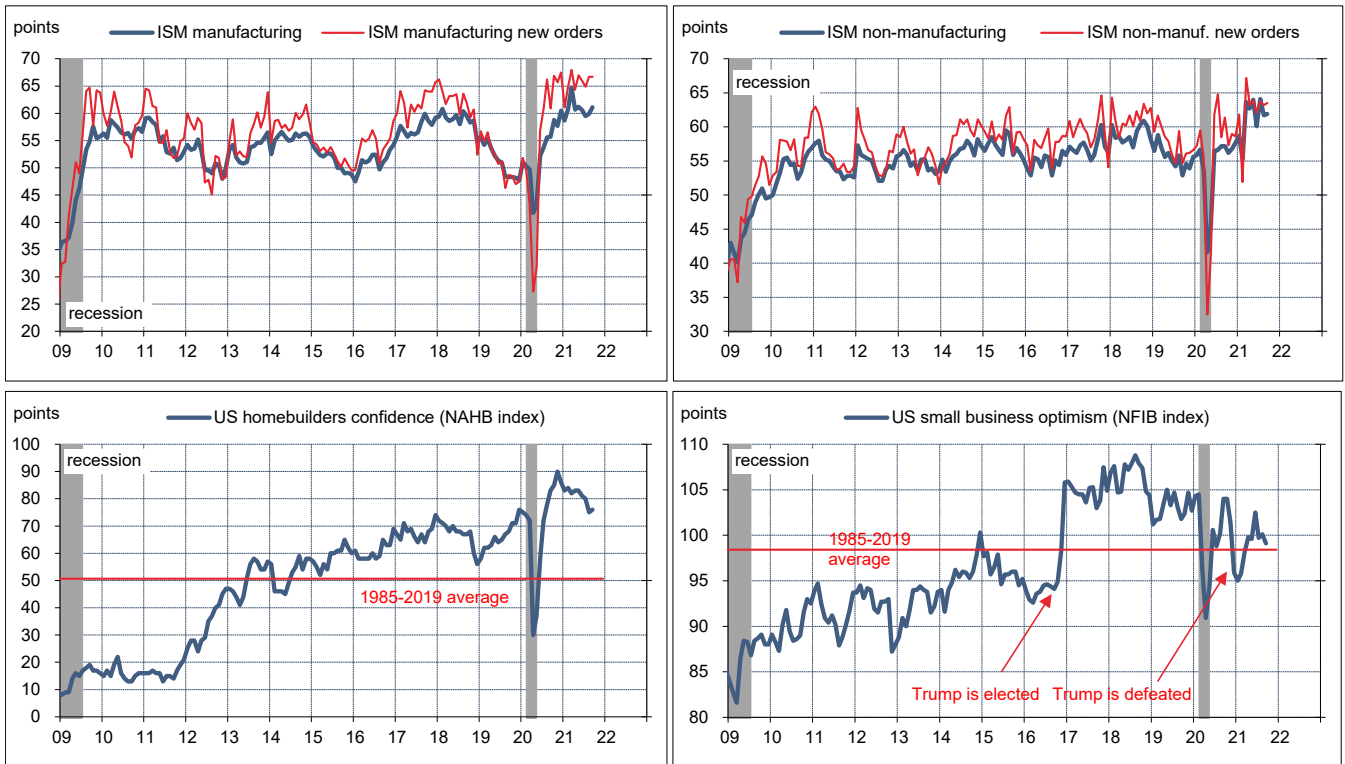 points
ISM manufacturing ISM manufacturing new orders
70
65
60
55
50
45
40
35
30
25
20
recession
09 10 11 12 13 14 15 16 17 18 19 20 21 22
points
ISM non-manufacturing ISM non-manuf. new orders
70
65
60
55
50
45
40
35
30
recession
09 10 11 12 13 14 15 16 17 18 19 20 21 22
points
US homebuilders confidence (NAHB index)
100
90
80
70
60
50
40
30
20
10
0
recession
1985-2019 average
09 10 11 12 13 14 15 16 17 18 19 20 21 22
points
US small business optimism (NFIB index)
110
105
100
95
90
85
80
recession
1985-2019
average
Trump is elected Trump is defeated
09 10 11 12 13 14 15 16 17 18 19 20 21 22